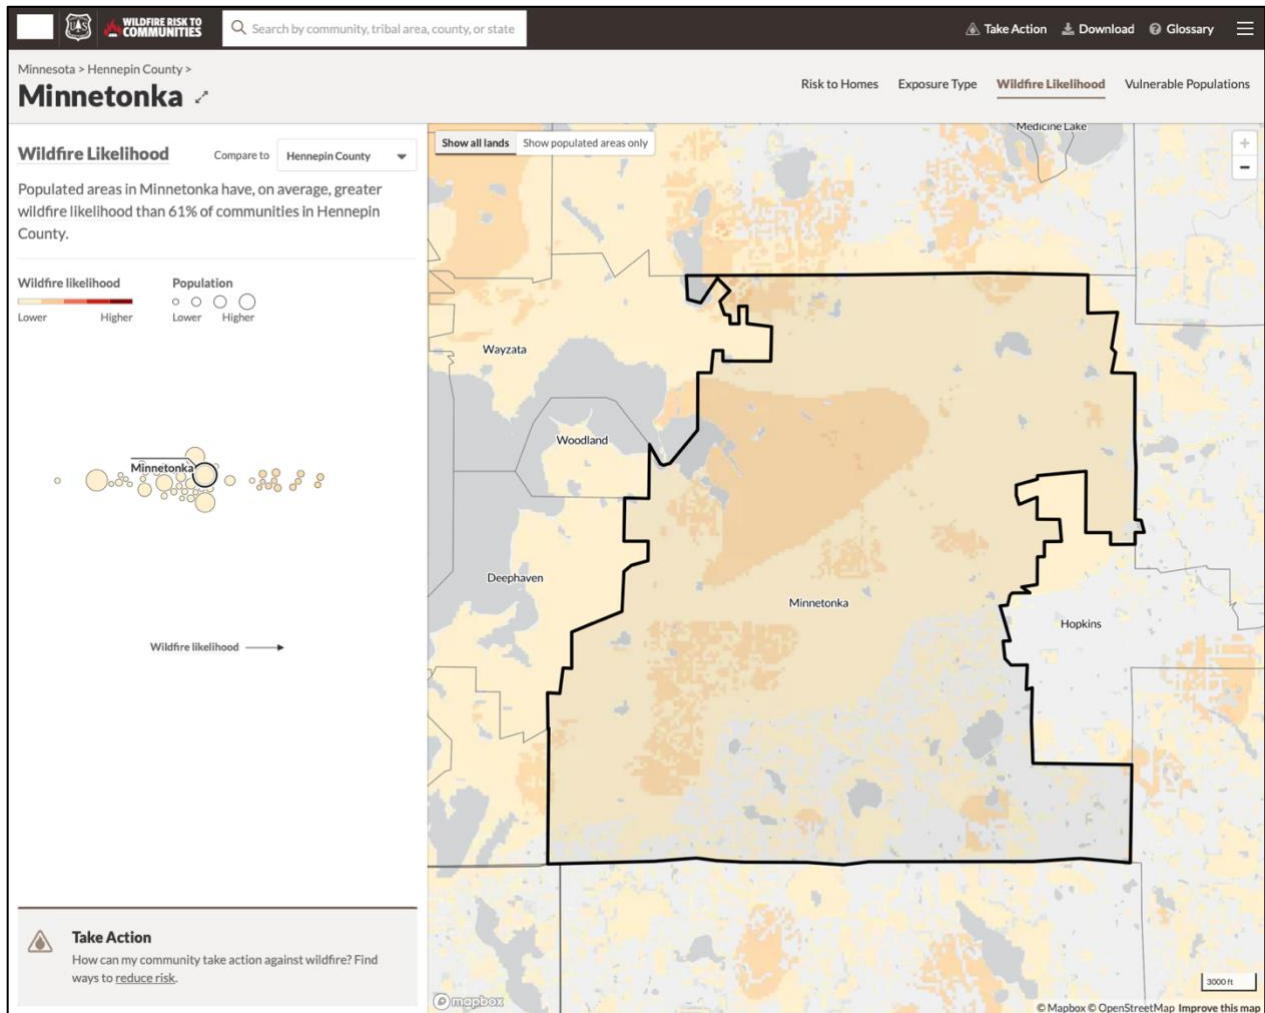 UAS
WILDFIRE RISK TO
COMMUNITIES
Search by community, tribal area, county, or state
Take Action
Download
Glossary
Minnesota > Hennepin County >
Minnetonka
Risk to Homes
Exposure Type
Wildfire Likelihood
Vulnerable Populations
Wildfire Likelihood
Compare to
Hennepin County
Populated areas in Minnetonka have, on average, greater
wildfire likelihood than 61% of communities in Hennepin
County.
Wildfire likelihood
Lower
Higher
Population
Lower
Higher
Minnetonka
Wildfire likelihood
Take Action
How can my community take action against wildfire? Find
ways to reduce risk.
Show all lands
Show populated areas only
Medicine Lake
+
-
Wayzata
Woodland
Deephaven
Minnetonka
Hopkins
3000 ft
mapbox
© Mapbox © OpenStreetMap Improve this map